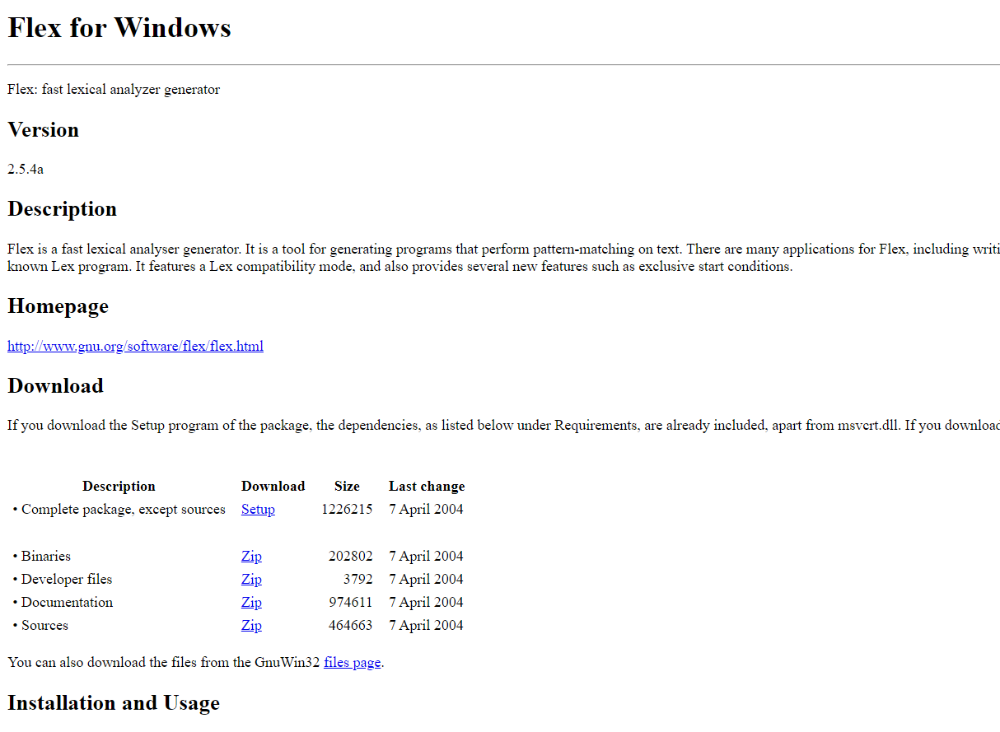 Flex for Windows
Flex: fast lexical analyzer generator
Version
2.5.4a
Description
Flex is a fast lexical analyser generator. It is a tool for generating programs that perform pattern-matching on text. There are many applications for Flex, including writi
known Lex program. It features a Lex compatibility mode, and also provides several new features such as exclusive start conditions.
Homepage
http://www.gnu.org/software/flex/flex.html
Download
If you download the Setup program of the package, the dependencies, as listed below under Requirements, are already included, apart from msvcrt.dll. If you download
Description Download Size Last change
• Complete package, except sources Setup 1226215 7 April 2004
• Binaries Zip 202802 7 April 2004
• Developer files Zip 3792 7 April 2004
• Documentation Zip 974611 7 April 2004
• Sources Zip 464663 7 April 2004
You can also download the files from the GnuWin32 files page.
Installation and Usage